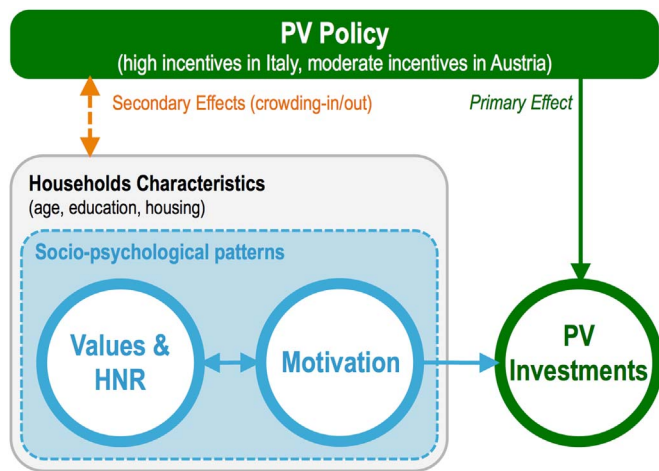 PV Policy
(high incentives in Italy, moderate incentives in Austria)
Secondary Effects (crowding-in/out)
Primary Effect
Households Characteristics
(age, education, housing)
Socio-psychological patterns
Values &
HNR
Motivation
PV
Investments